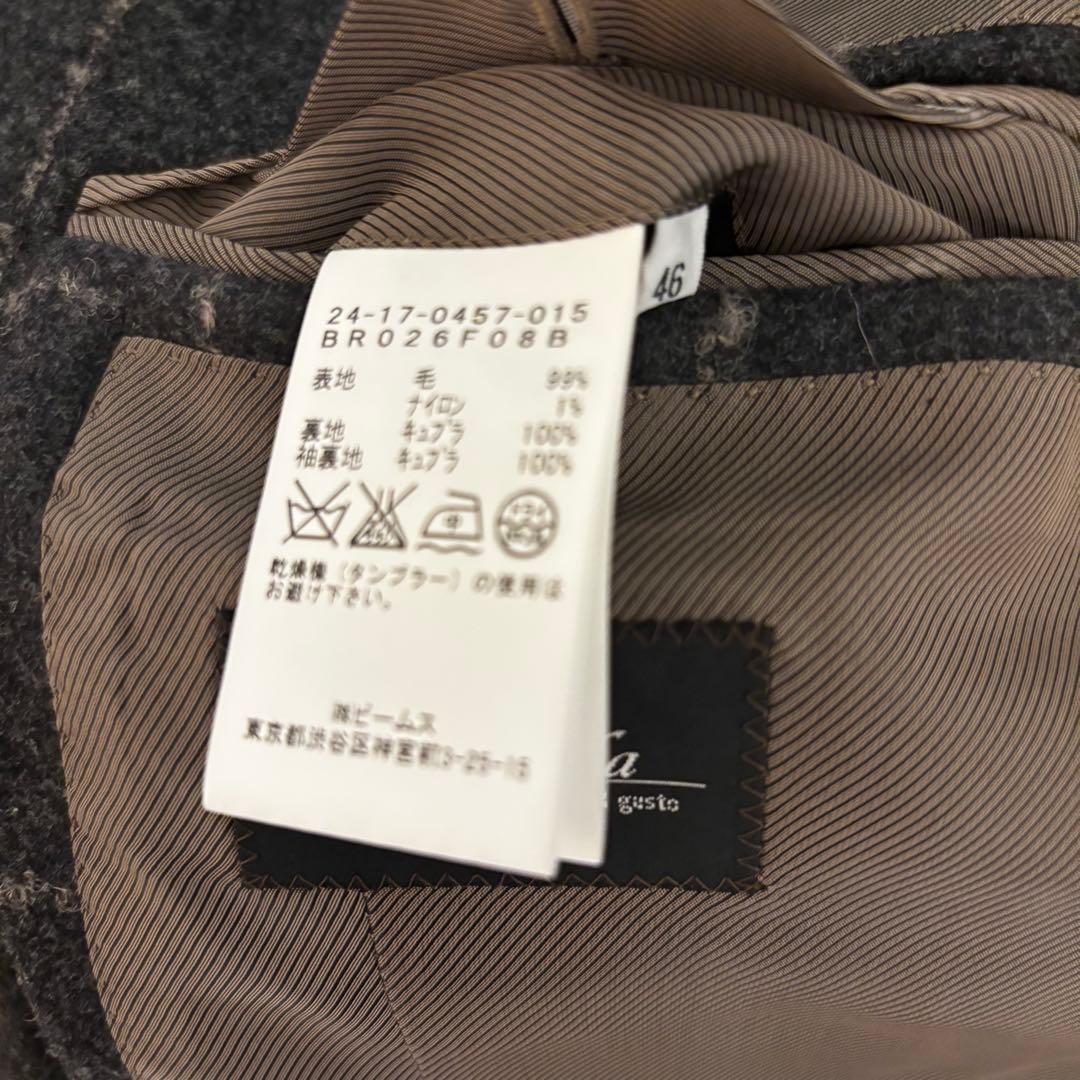 46
24-17-0457-015
BR026F08B
表地 毛 99%
ナイロン 1%
裏地 キュプラ 100%
袖裏地 キュプラ 100%
乾燥機（タンブラー）の使用は
お避け下さい。
㈱ビームス
東京都渋谷区神宮前3-25-15
gusto